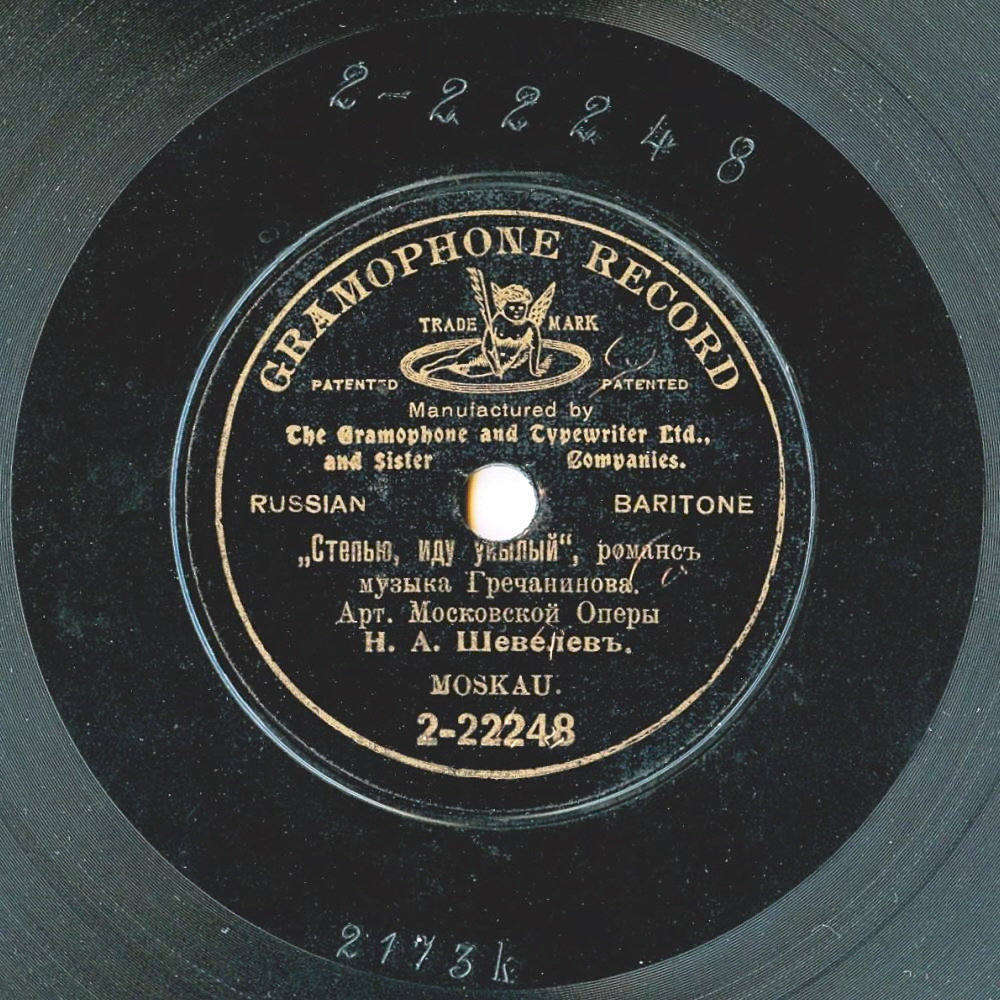 2-22248
GRAMOPHONE RECORD
TRADE MARK
PATENTED PATENTED
Manufactured by
The Gramophone and Typewriter Ltd.,
and Sister Companies.
RUSSIAN BARITONE
„Степью, иду унылый“, романсъ
музыка Гречанинова.
Арт. Московской Оперы
Н. А. Шевелевъ.
MOSKAU.
2-22248
2173k